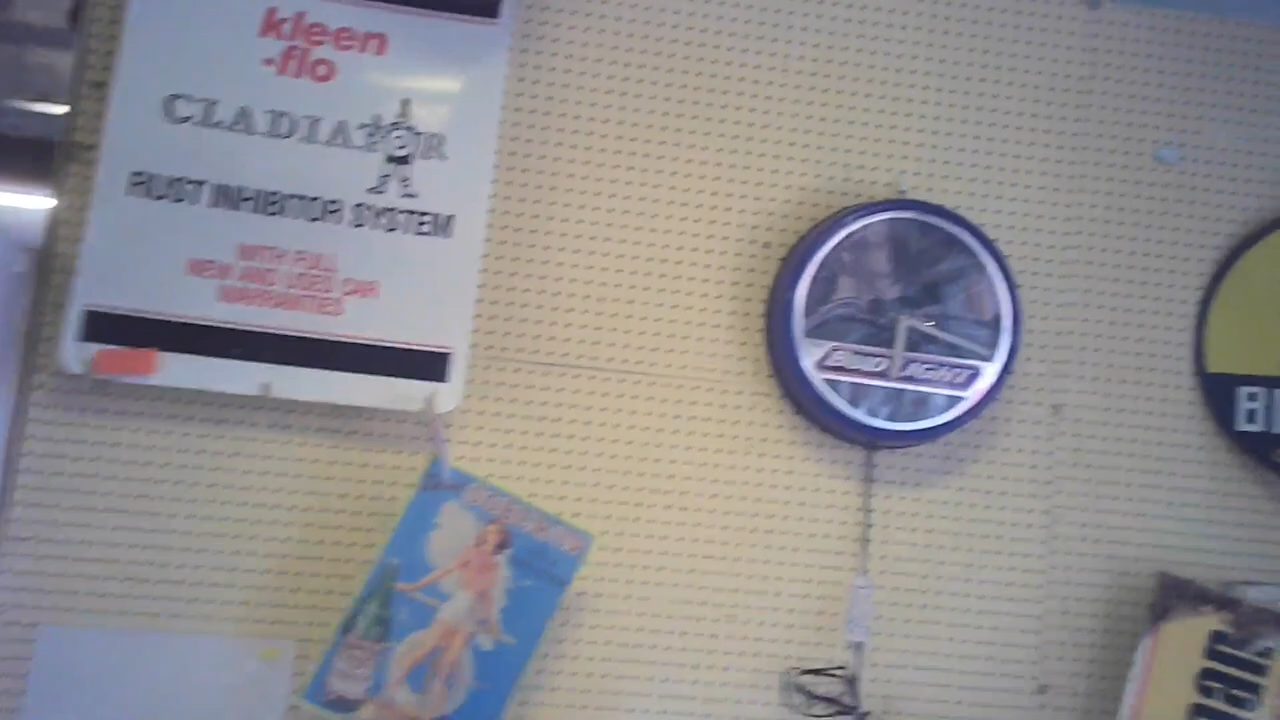 kleen
-flo
GLADIATOR
RUST INHIBITOR SYSTEM
WITH FULL
NEW AND USED CAR
WARRANTIES
BUD LIGHT